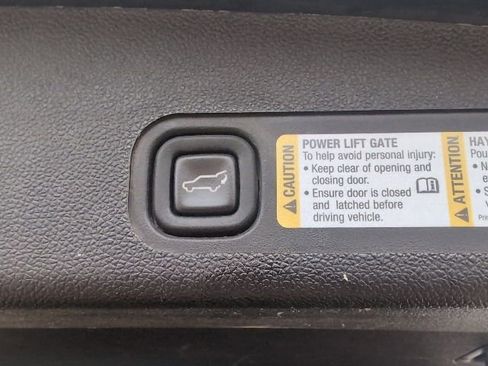 CAUTION
POWER LIFT GATE
To help avoid personal injury:
• Keep clear of opening and
closing door.
• Ensure door is closed
and latched before
driving vehicle.
ATTENTION